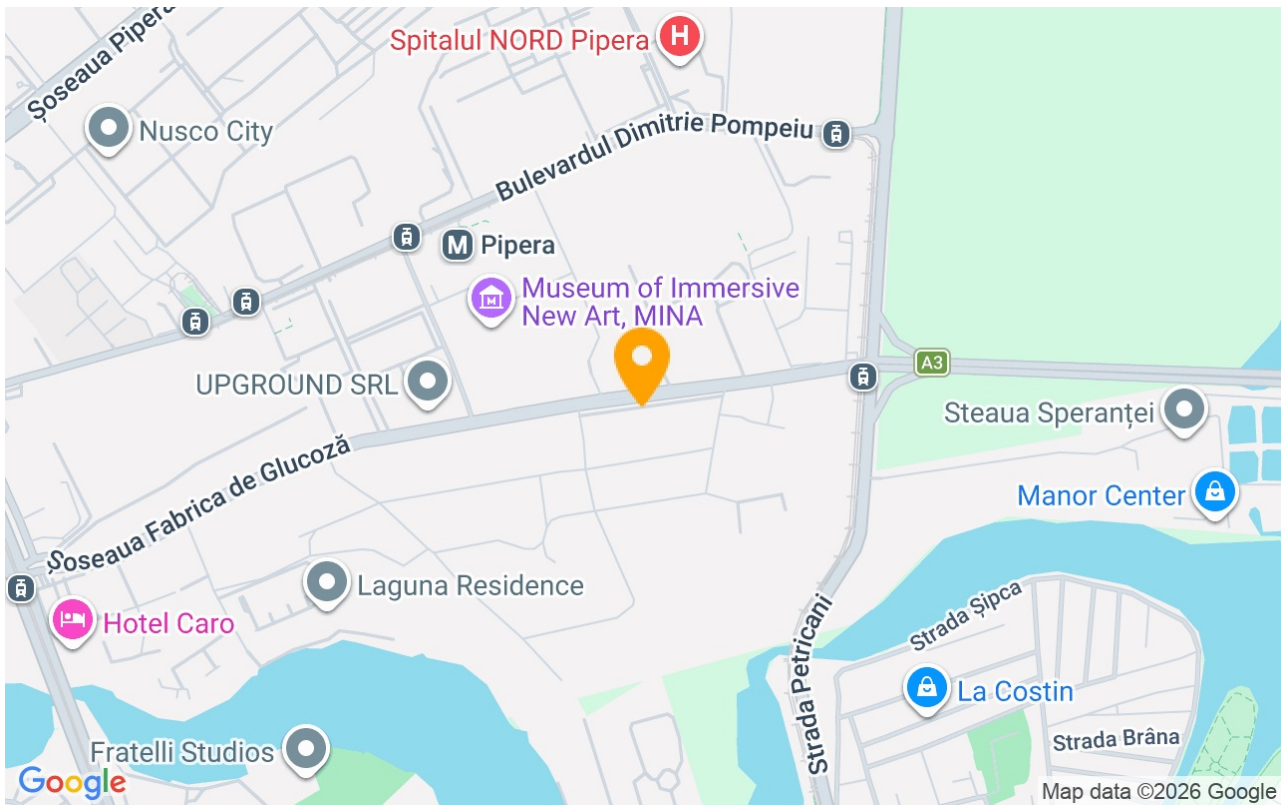 Spitalul NORD Pipera
H
Șoseaua Pipera
Nusco City
Bulevardul Dimitrie Pompeiu
M Pipera
Museum of Immersive
New Art, MINA
UPGROUND SRL
A3
Steaua Speranței
Șoseaua Fabrica de Glucoză
Manor Center
Laguna Residence
Hotel Caro
Strada Șipca
Strada Petricani
La Costin
Strada Brâna
Fratelli Studios
Google
Map data ©2026 Google